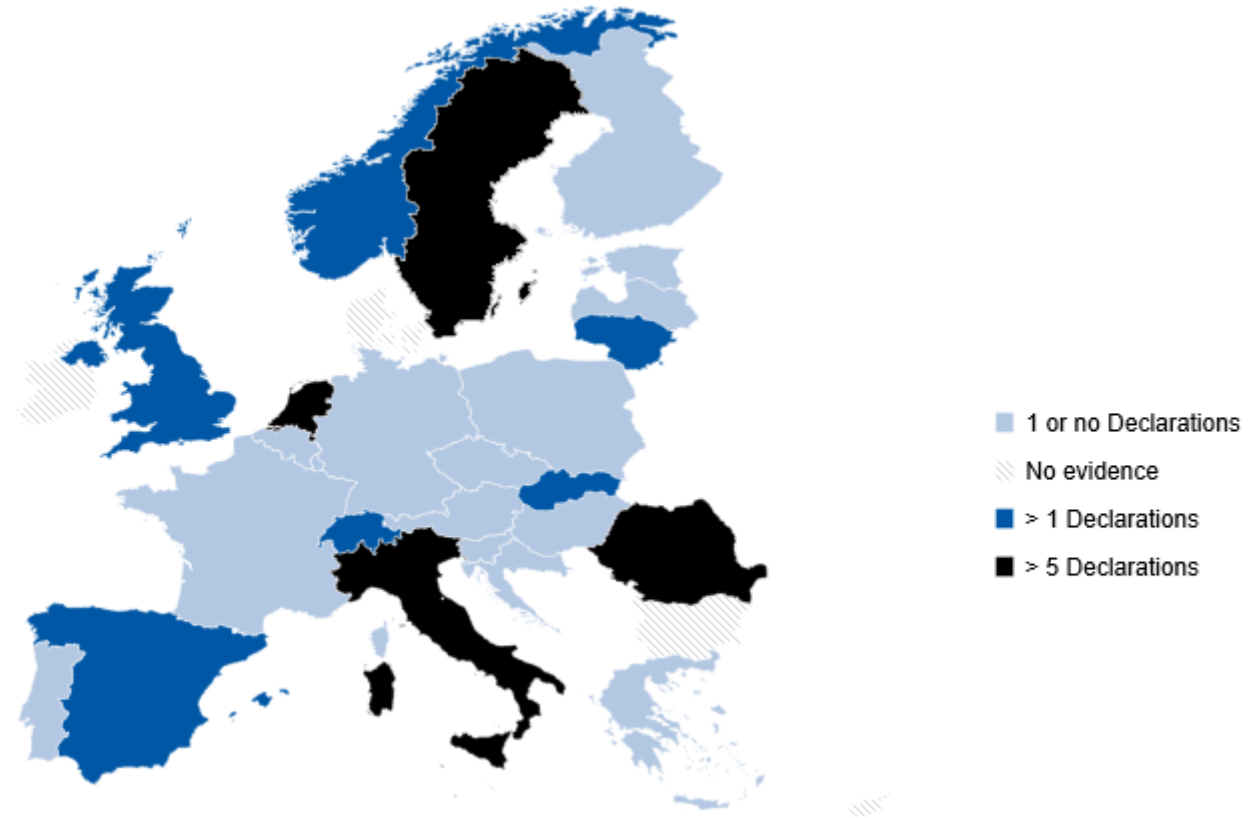 1 or no Declarations
No evidence
> 1 Declarations
> 5 Declarations